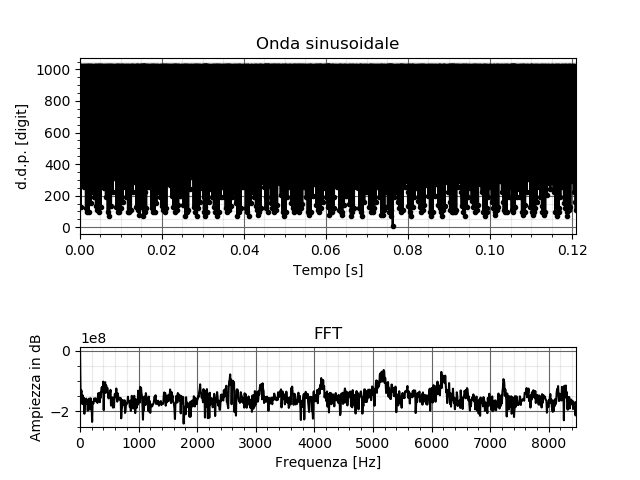 Onda sinusoidale
d.d.p. [digit]
1000
800
600
400
200
0
0.00 0.02 0.04 0.06 0.08 0.10 0.12
Tempo [s]
FFT
1e8
Ampiezza in dB
0
−2
0 1000 2000 3000 4000 5000 6000 7000 8000
Frequenza [Hz]